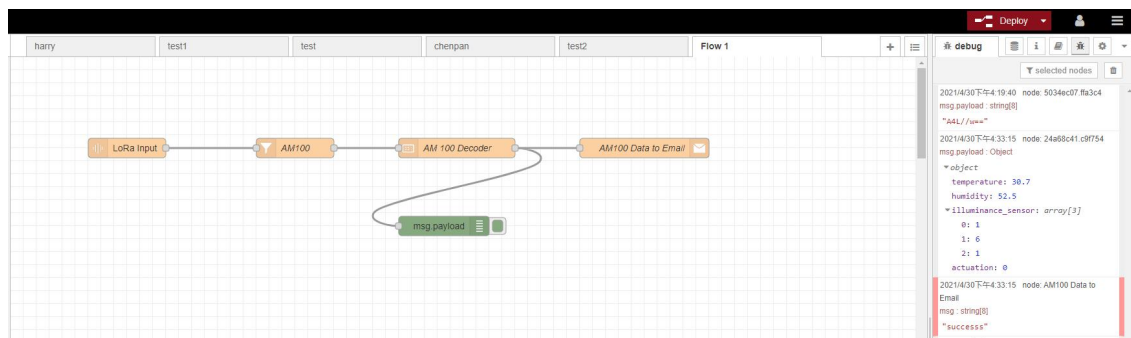 Deploy
harry
test1
test
chenpan
test2
Flow 1
LoRa Input
AM100
AM 100 Decoder
AM100 Data to Email
msg.payload
debug
i
selected nodes
2021/4/30下午4:19:40 node: 5034ec07.ffa3c4
msg.payload : string[8]
"A4L//w=="
2021/4/30下午4:33:15 node: 24a68c41.c9f754
msg.payload : Object
object
temperature: 30.7
humidity: 52.5
illuminance_sensor: array[3]
0: 1
1: 6
2: 1
actuation: 0
2021/4/30下午4:33:15 node: AM100 Data to
Email
msg : string[8]
"successs"